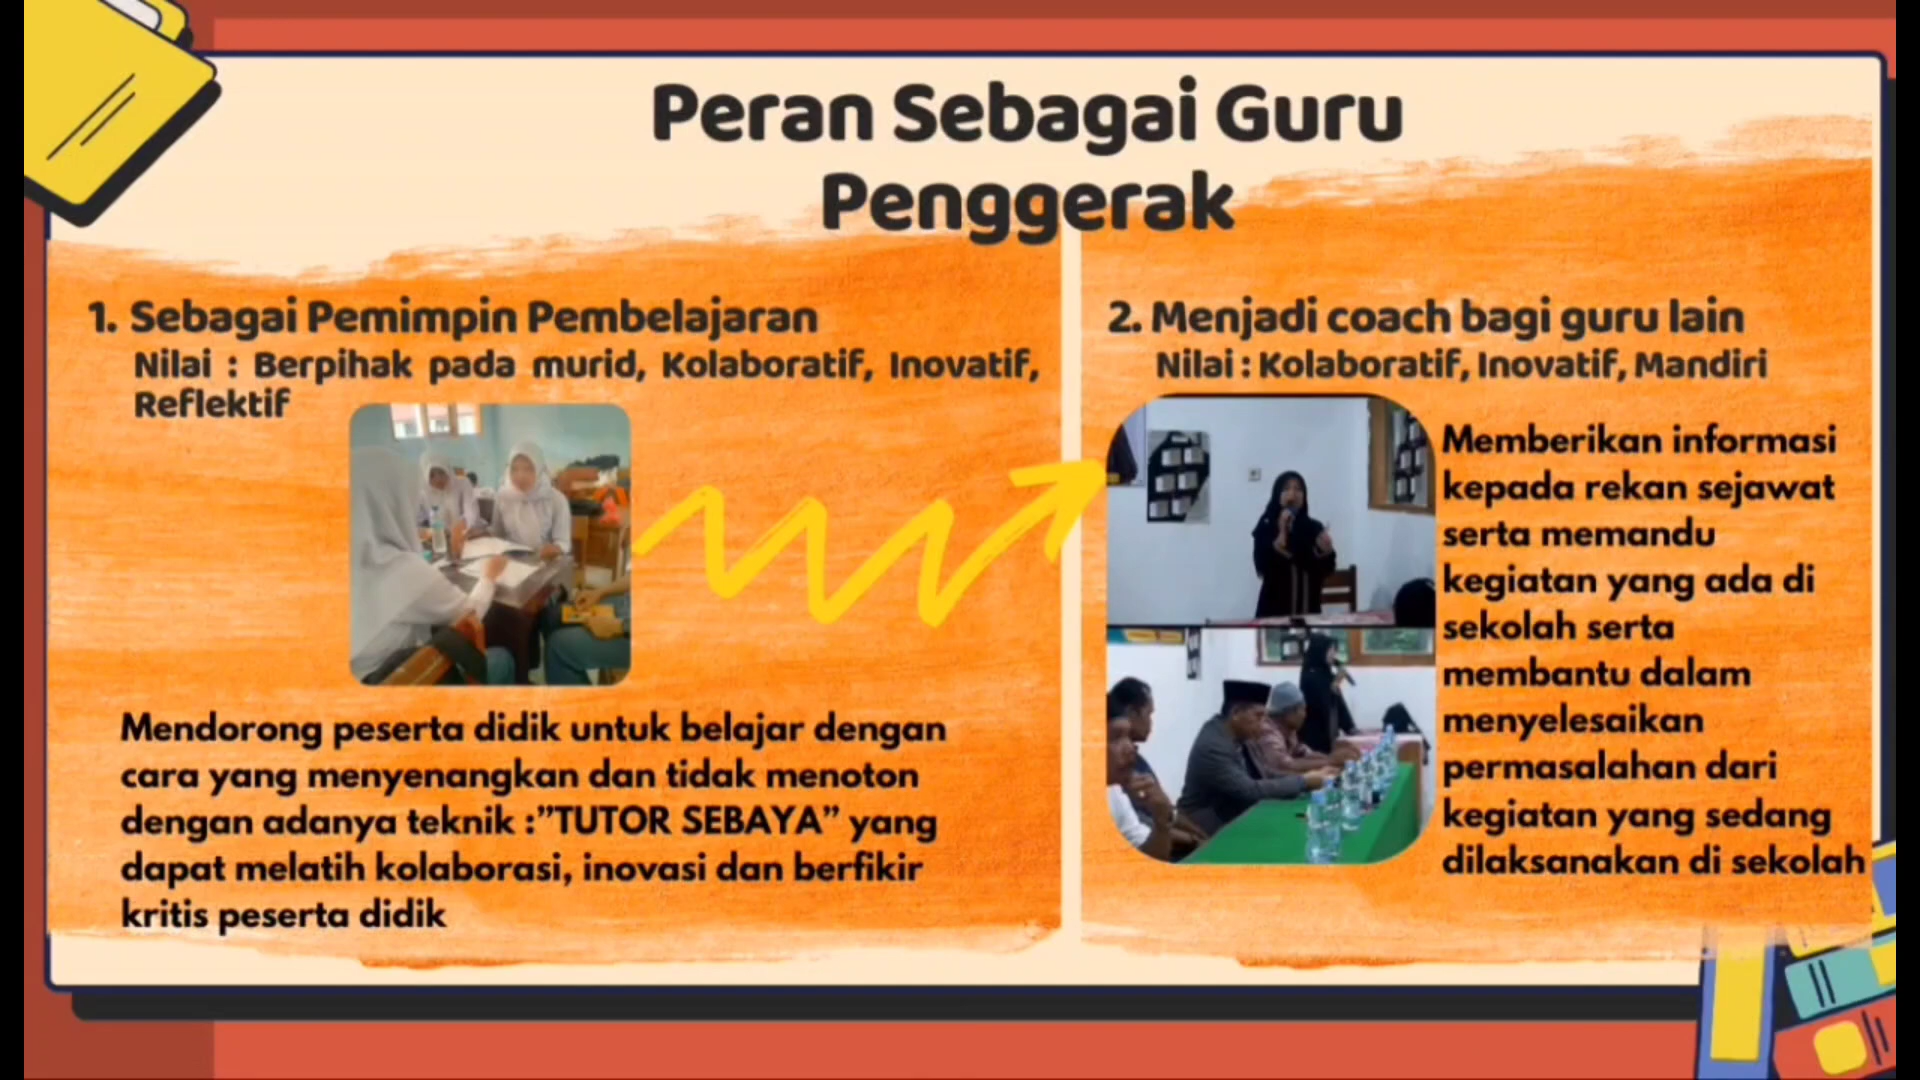 Peran Sebagai Guru
Penggerak
1. Sebagai Pemimpin Pembelajaran
Nilai : Berpihak pada murid, Kolaboratif, Inovatif,
Reflektif
Mendorong peserta didik untuk belajar dengan
cara yang menyenangkan dan tidak menoton
dengan adanya teknik :”TUTOR SEBAYA” yang
dapat melatih kolaborasi, inovasi dan berfikir
kritis peserta didik
2. Menjadi coach bagi guru lain
Nilai : Kolaboratif, Inovatif, Mandiri
Memberikan informasi
kepada rekan sejawat
serta memandu
kegiatan yang ada di
sekolah serta
membantu dalam
menyelesaikan
permasalahan dari
kegiatan yang sedang
dilaksanakan di sekolah